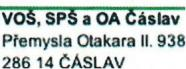 VOŠ, SPŠ a OA Čáslav
Přemysla Otakara II. 938
286 14 ČÁSLAV